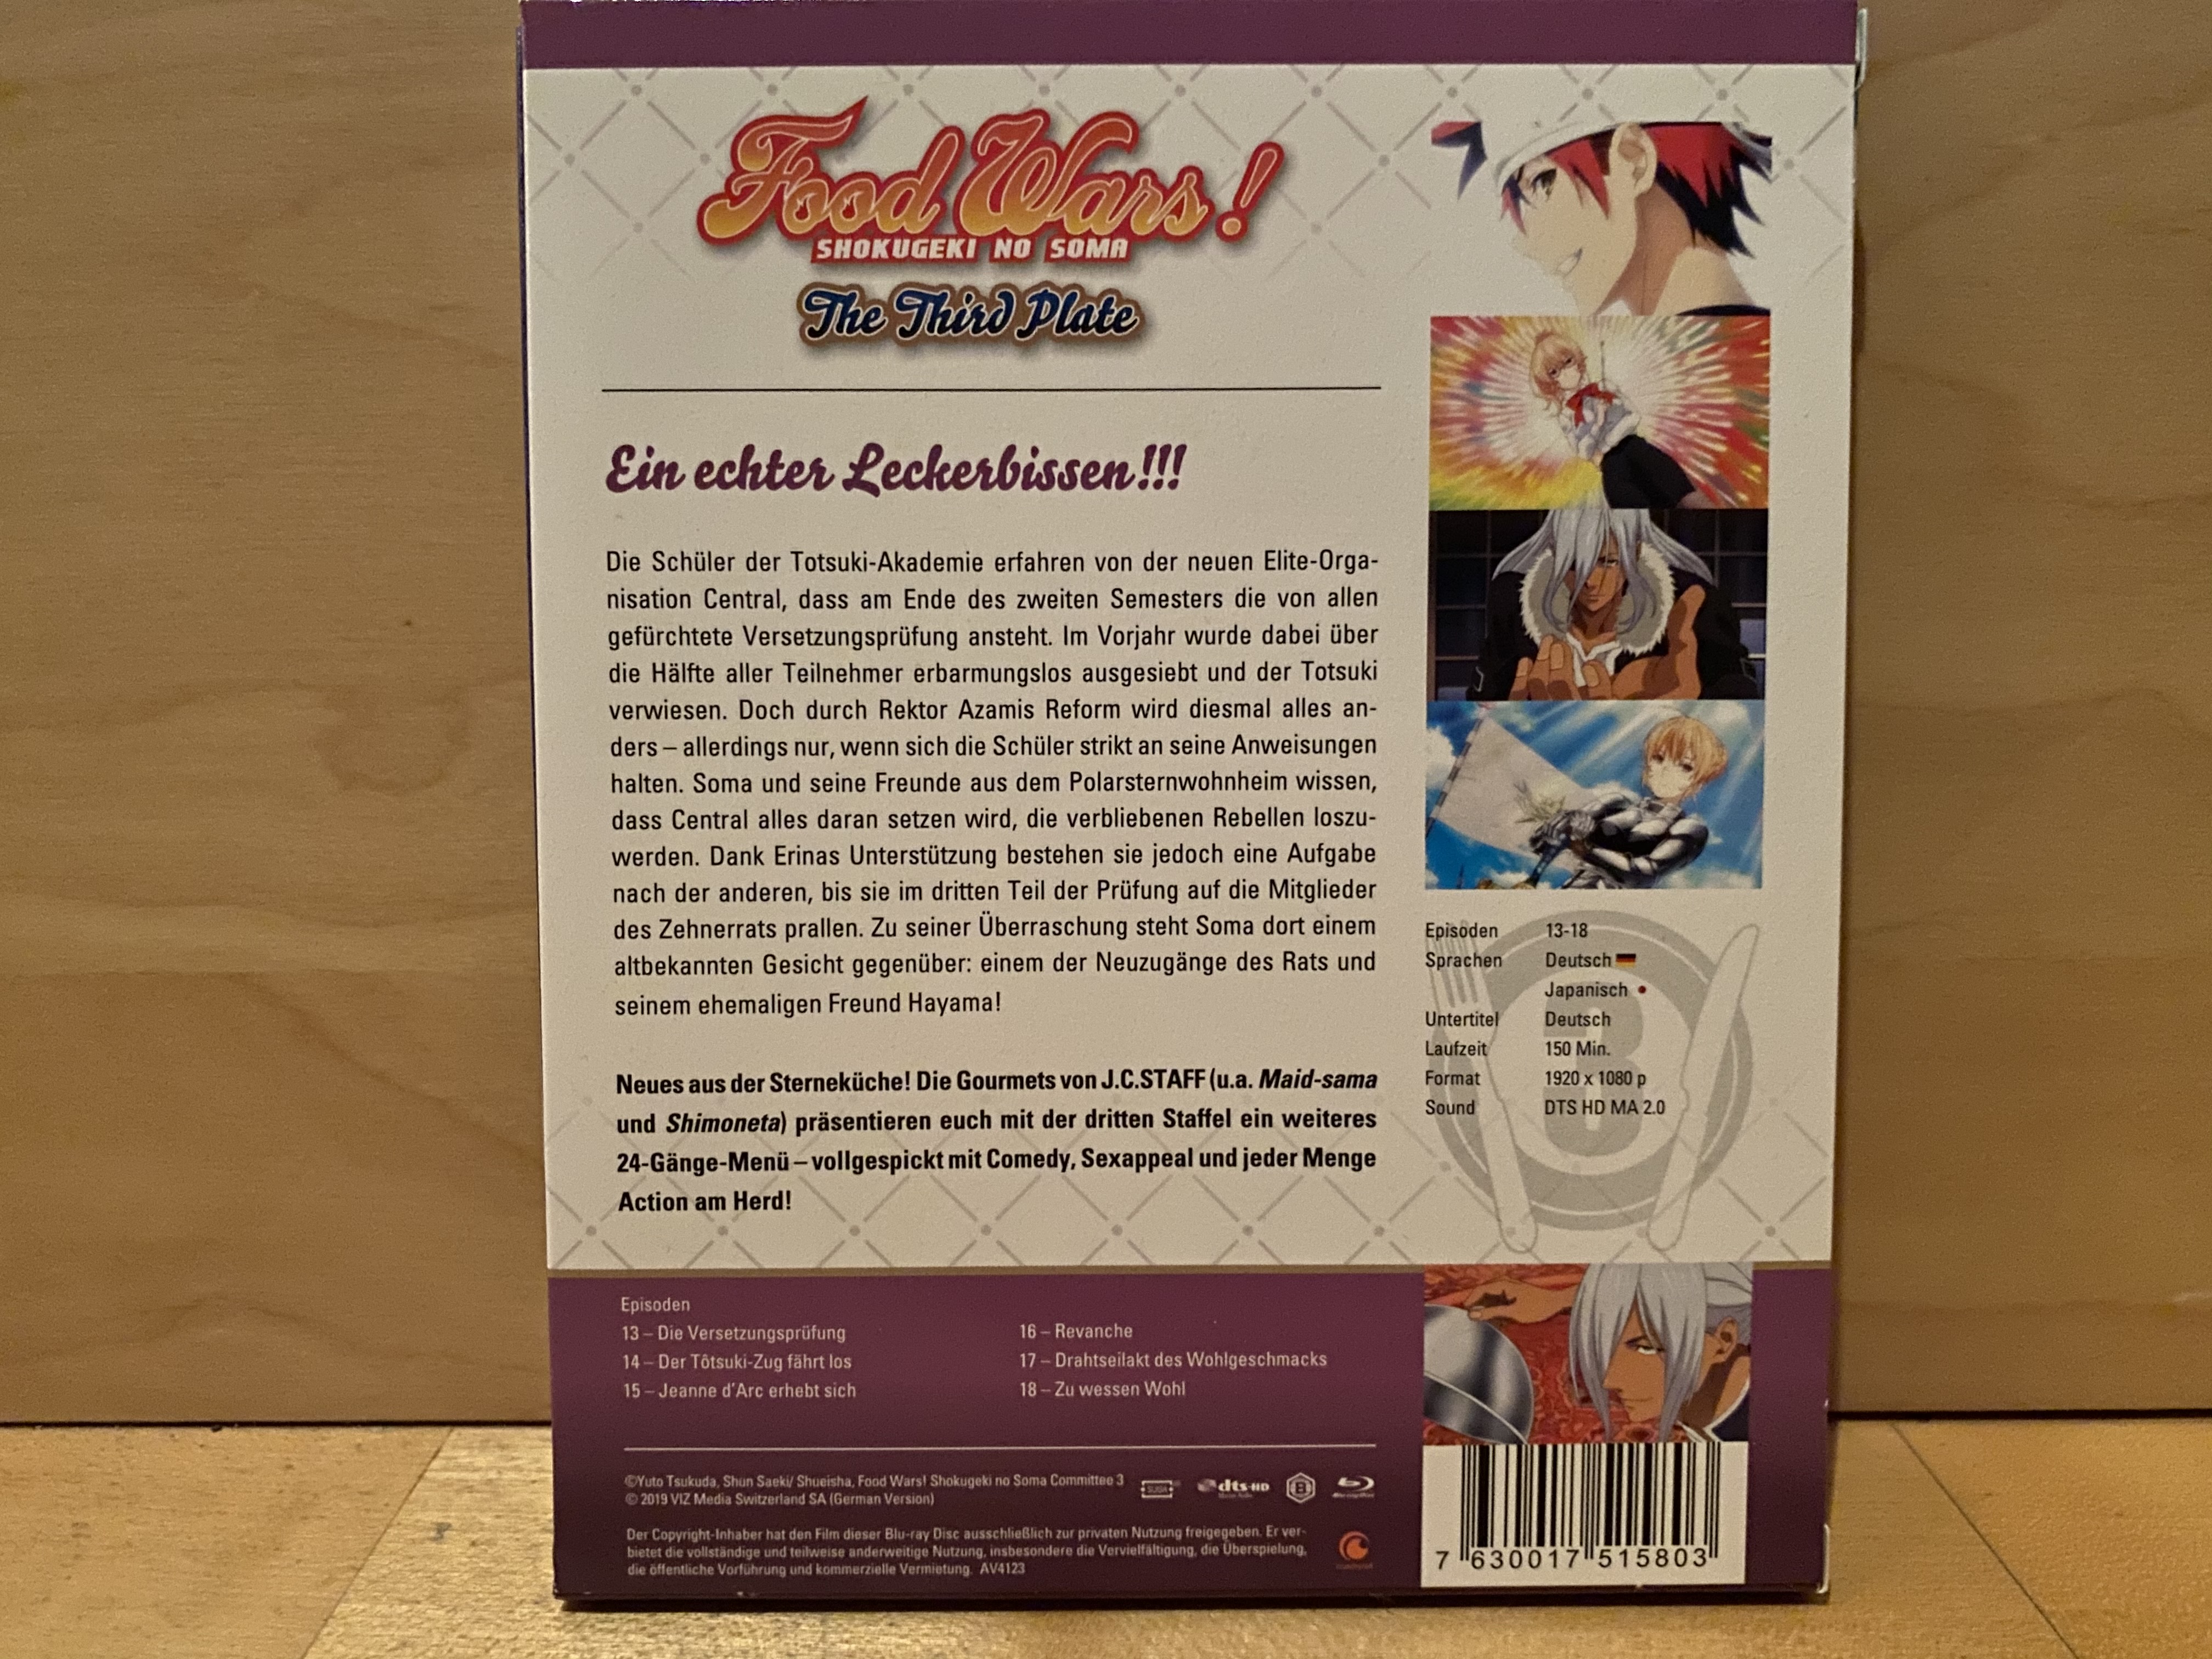 Food Wars!
SHOKUGEKI NO SOMA
The Third Plate
Ein echter Leckerbissen!!!
Die Schüler der Totsuki-Akademie erfahren von der neuen Elite-Orga-
nisation Central, dass am Ende des zweiten Semesters die von allen
gefürchtete Versetzungsprüfung ansteht. Im Vorjahr wurde dabei über
die Hälfte aller Teilnehmer erbarmungslos ausgesiebt und der Totsuki
verwiesen. Doch durch Rektor Azamis Reform wird diesmal alles an-
ders – allerdings nur, wenn sich die Schüler strikt an seine Anweisungen
halten. Soma und seine Freunde aus dem Polarsternwohnheim wissen,
dass Central alles daran setzen wird, die verbliebenen Rebellen loszu-
werden. Dank Erinas Unterstützung bestehen sie jedoch eine Aufgabe
nach der anderen, bis sie im dritten Teil der Prüfung auf die Mitglieder
des Zehnerrats prallen. Zu seiner Überraschung steht Soma dort einem
altbekannten Gesicht gegenüber: einem der Neuzugänge des Rats und
seinem ehemaligen Freund Hayama!
Neues aus der Sterneküche! Die Gourmets von J.C.STAFF (u.a. Maid-sama
und Shimoneta) präsentieren euch mit der dritten Staffel ein weiteres
24-Gänge-Menü – vollgespickt mit Comedy, Sexappeal und jeder Menge
Action am Herd!
Episoden 13-18
Sprachen Deutsch
Japanisch
Untertitel Deutsch
Laufzeit 150 Min.
Format 1920 x 1080 p
Sound DTS HD MA 2.0
3
Episoden
13 – Die Versetzungsprüfung
14 – Der Tôtsuki-Zug fährt los
15 – Jeanne d'Arc erhebt sich
16 – Revanche
17 – Drahtseilakt des Wohlgeschmacks
18 – Zu wessen Wohl
©Yuto Tsukuda, Shun Saeki/ Shueisha, Food Wars! Shokugeki no Soma Committee 3
© 2019 VIZ Media Switzerland SA (German Version)
dts-HD B
Der Copyright-Inhaber hat den Film dieser Blu-ray Disc ausschließlich zur privaten Nutzung freigegeben. Er ver-
bietet die vollständige und teilweise anderweitige Nutzung, insbesondere die Vervielfältigung, die Überspielung,
die öffentliche Vorführung und kommerzielle Vermietung. AV4123
7 630017 515803